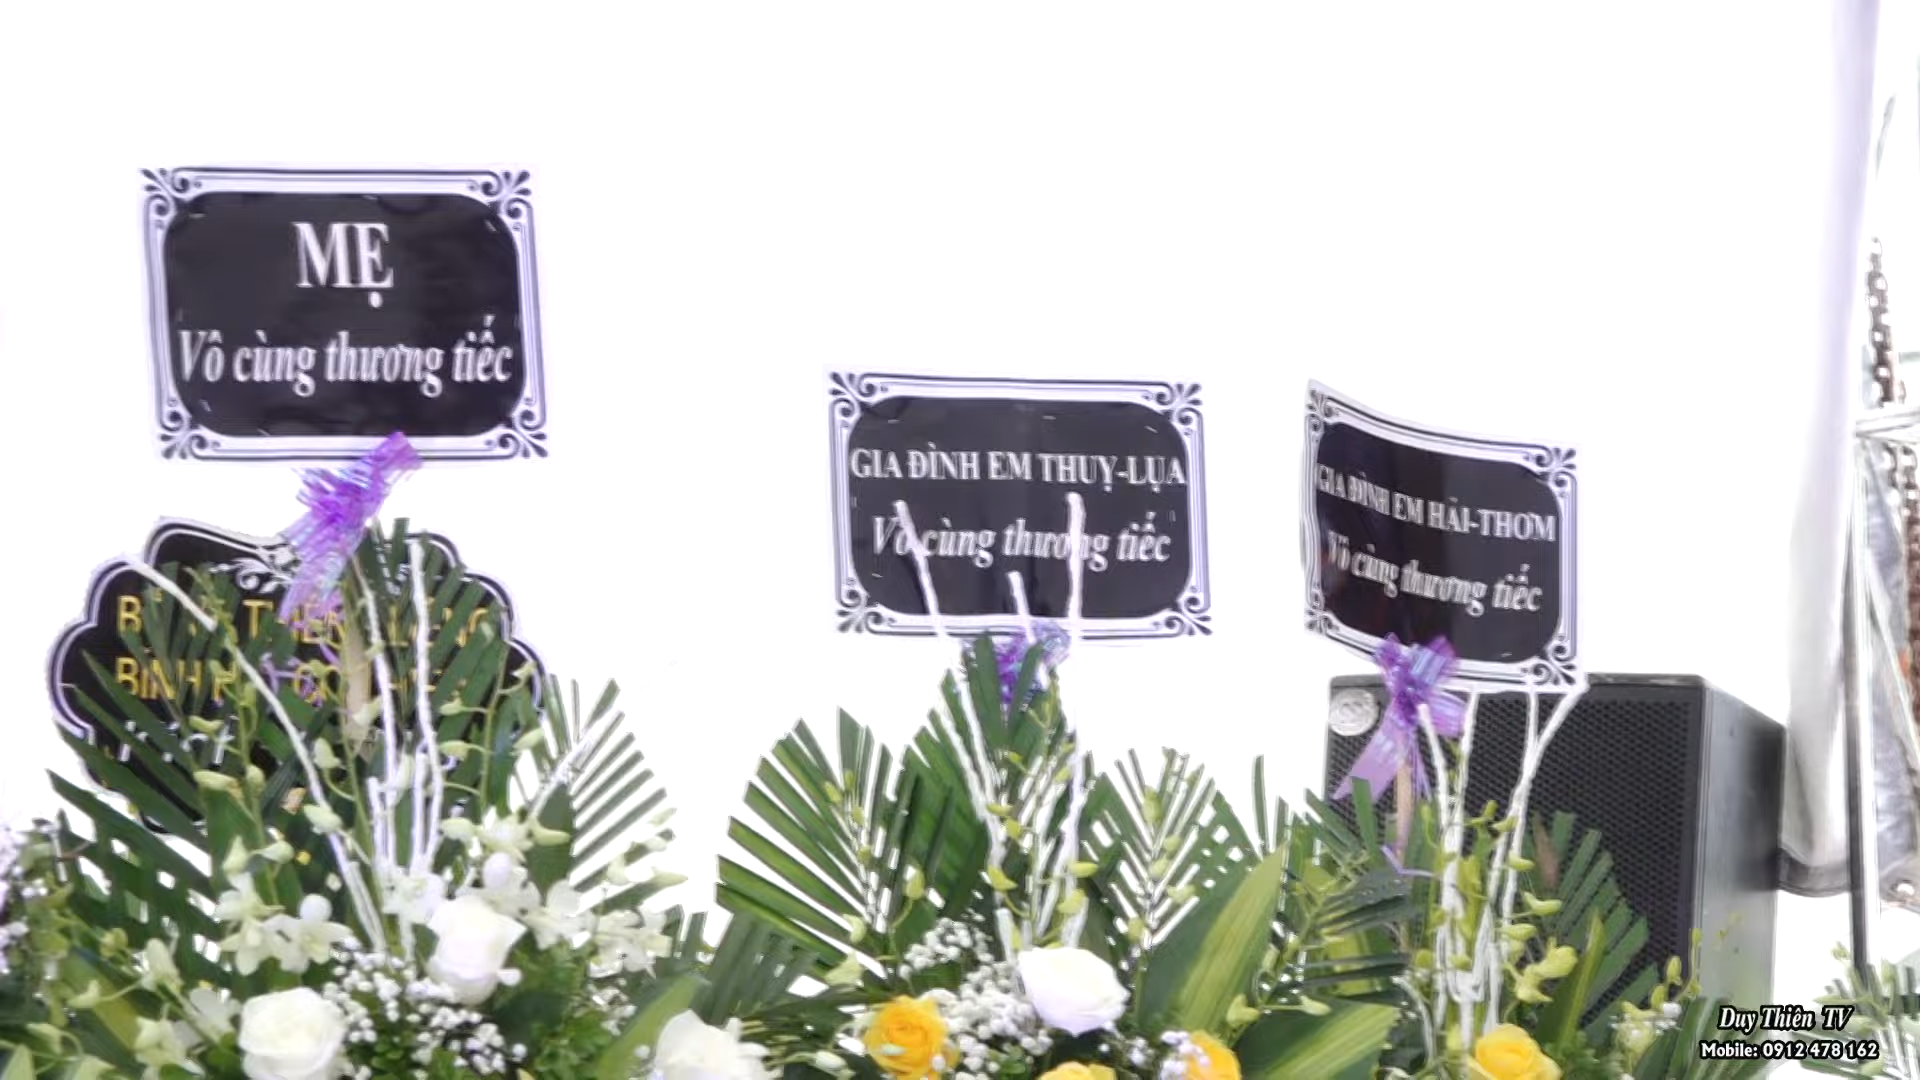 MẸ
Vô cùng thương tiếc
GIA ĐÌNH EM THUỴ-LỤA
Vô cùng thương tiếc
GIA ĐÌNH EM HẢI-THƠM
Vô cùng thương tiếc
Duy Thiên TV
Mobile: 0912 478 162